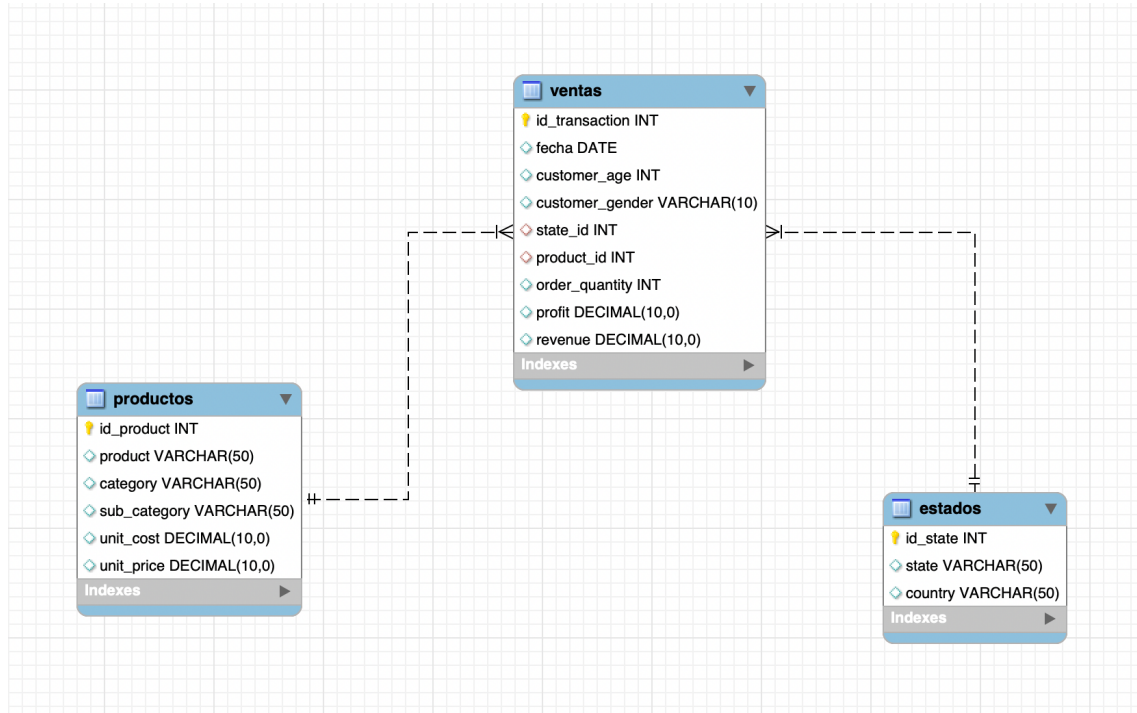 ventas
id_transaction INT
fecha DATE
customer_age INT
customer_gender VARCHAR(10)
state_id INT
product_id INT
order_quantity INT
profit DECIMAL(10,0)
revenue DECIMAL(10,0)
Indexes
productos
id_product INT
product VARCHAR(50)
category VARCHAR(50)
sub_category VARCHAR(50)
unit_cost DECIMAL(10,0)
unit_price DECIMAL(10,0)
Indexes
estados
id_state INT
state VARCHAR(50)
country VARCHAR(50)
Indexes